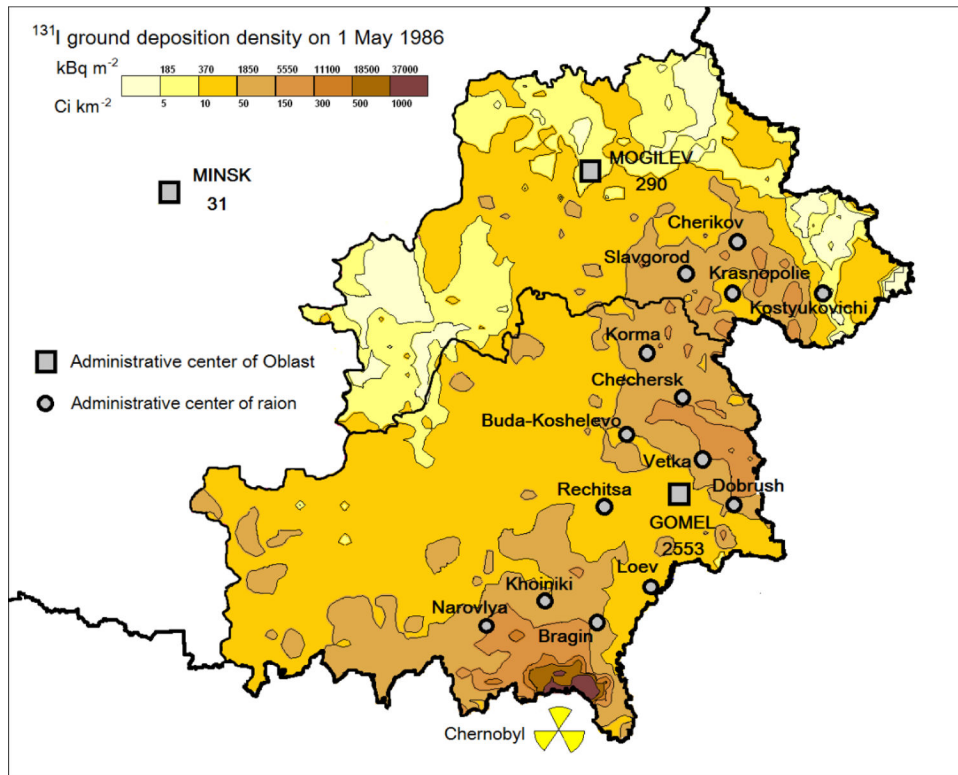 131I ground deposition density on 1 May 1986
kBq m-2 185 370 1850 5550 11100 18500 37000
Ci km-2 5 10 50 150 300 500 1000
MINSK
31
MOGILEV
290
Cherikov
Slavgorod
Krasnopolie
Kostyukovichi
Korma
Administrative center of Oblast
Chechersk
Administrative center of raion
Buda-Koshelevo
Vetka
Dobrush
Rechitsa
GOMEL
2553
Loev
Khoiniki
Narovlya
Bragin
Chernobyl